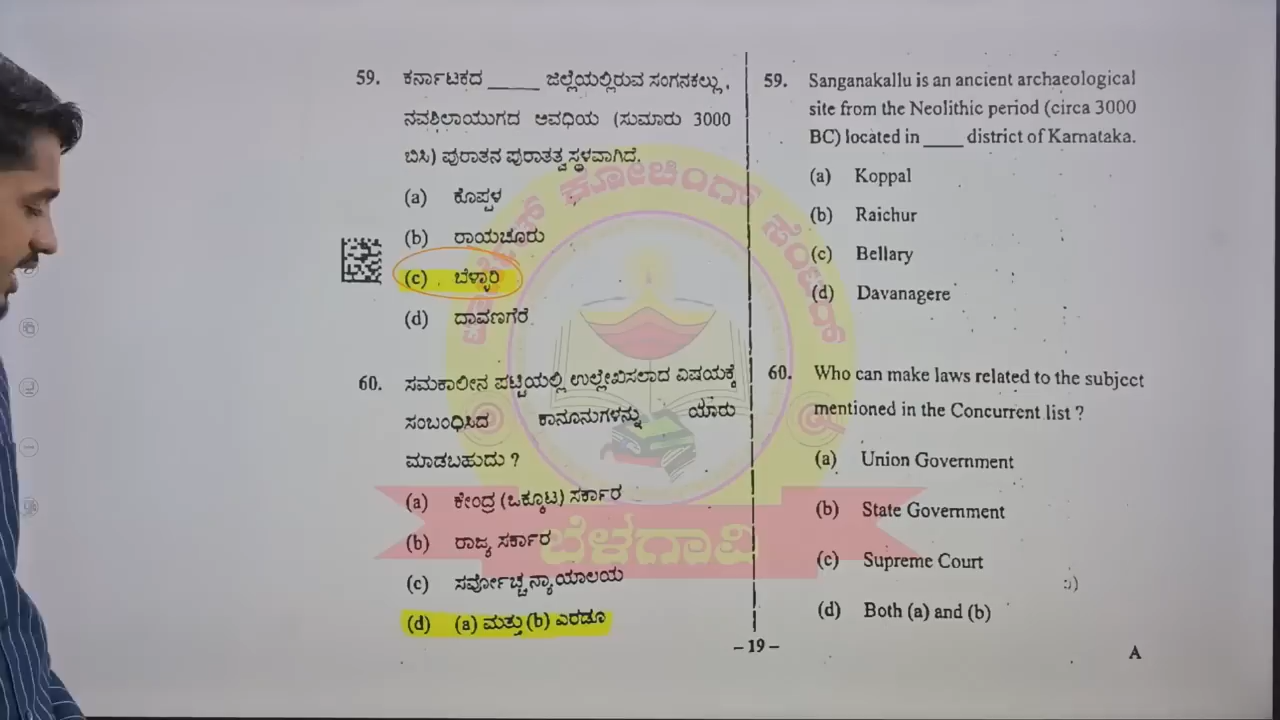 59. ಕರ್ನಾಟಕದ _____ ಜಿಲ್ಲೆಯಲ್ಲಿರುವ ಸಂಗನಕಲ್ಲು,
ನವಶಿಲಾಯುಗದ ಅವಧಿಯ (ಸುಮಾರು 3000
ಬಿಸಿ) ಪುರಾತನ ಪುರಾತತ್ವ ಸ್ಥಳವಾಗಿದೆ.
(a) ಕೊಪ್ಪಳ
(b) ರಾಯಚೂರು
(c) ಬೆಳ್ಳಾರಿ
(d) ದಾವಣಗೆರೆ
60. ಸಮಕಾಲೀನ ಪಟ್ಟಿಯಲ್ಲಿ ಉಲ್ಲೇಖಿಸಲಾದ ವಿಷಯಕ್ಕೆ
ಸಂಬಂಧಿಸಿದ ಕಾನೂನುಗಳನ್ನು ಯಾರು
ಮಾಡಬಹುದು ?
(a) ಕೇಂದ್ರ (ಒಕ್ಕೂಟ) ಸರ್ಕಾರ
(b) ರಾಜ್ಯ ಸರ್ಕಾರ
(c) ಸರ್ವೋಚ್ಚ ನ್ಯಾಯಾಲಯ
(d) (a) ಮತ್ತು (b) ಎರಡೂ
59. Sanganakallu is an ancient archaeological
site from the Neolithic period (circa 3000
BC) located in ____ district of Karnataka.
(a) Koppal
(b) Raichur
(c) Bellary
(d) Davanagere
60. Who can make laws related to the subject
mentioned in the Concurrent list ?
(a) Union Government
(b) State Government
(c) Supreme Court
(d) Both (a) and (b)
– 19 –
A
ಕೋಚಿಂಗ್ ಸೆಂಟರ್
ಬೆಳಗಾವಿ